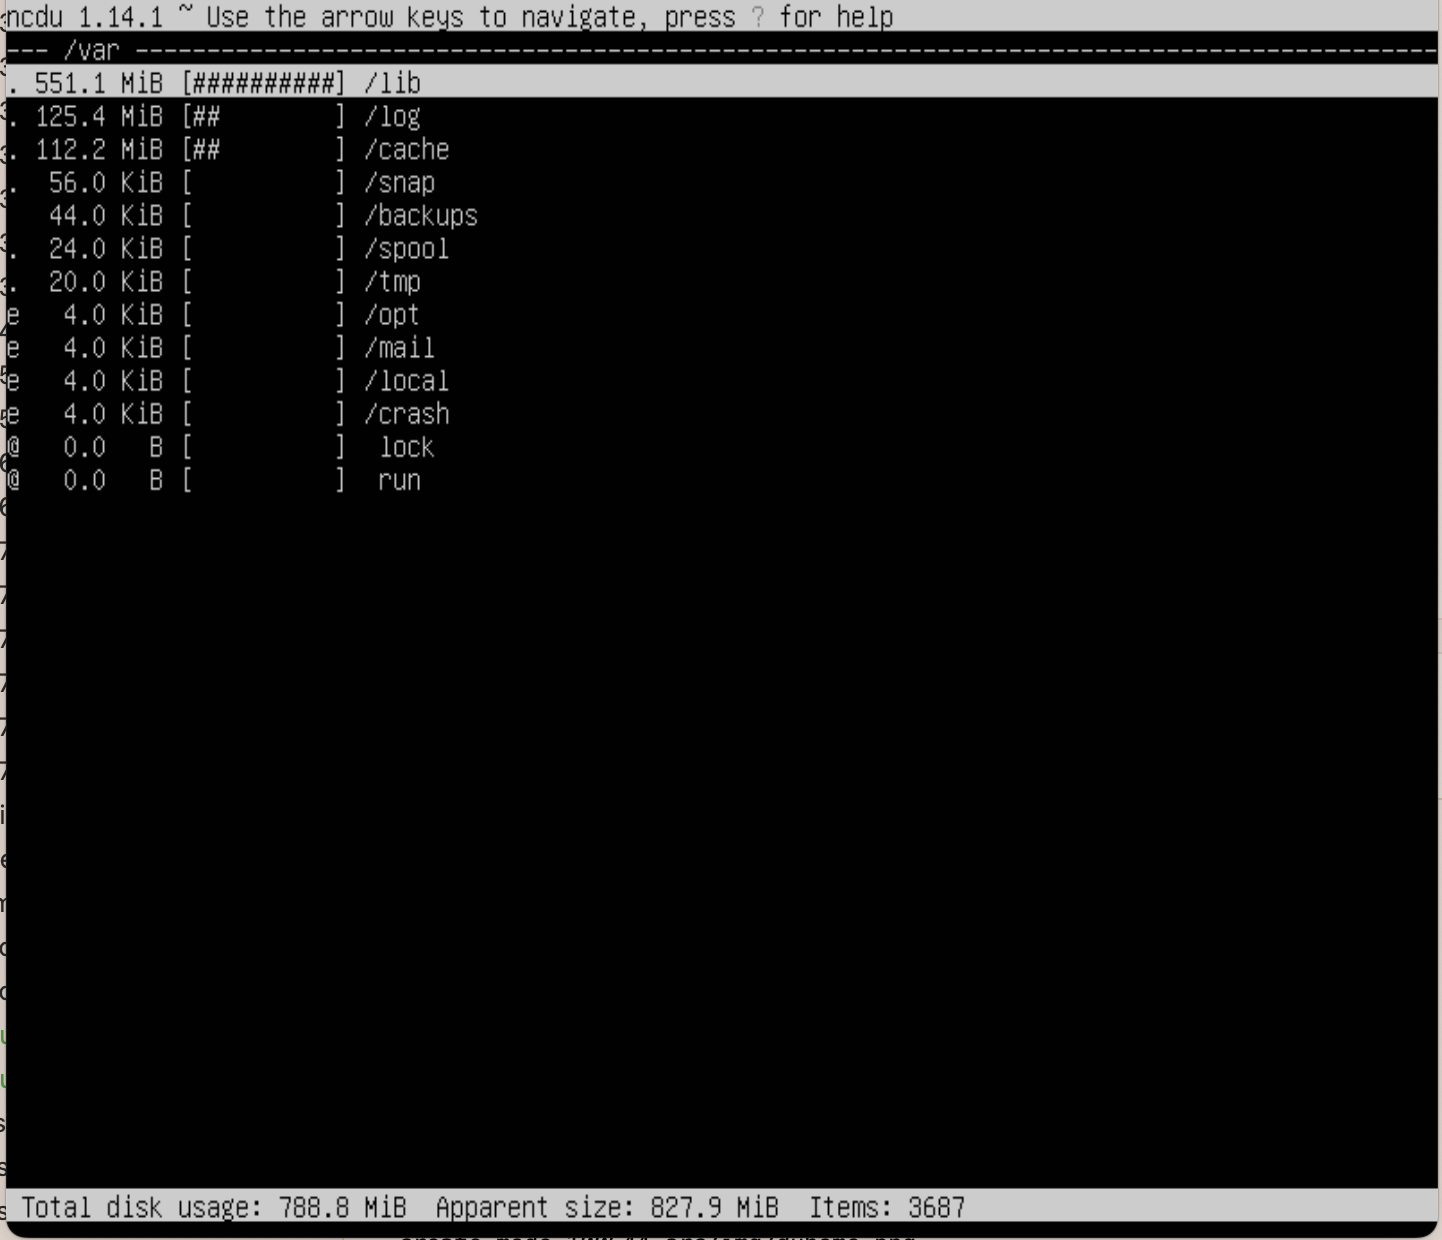 ncdu 1.14.1 ~ Use the arrow keys to navigate, press ? for help
--- /var -------------------------------------------------------------------------------------------
. 551.1 MiB [##########] /lib
. 125.4 MiB [##        ] /log
. 112.2 MiB [##        ] /cache
.  56.0 KiB [          ] /snap
   44.0 KiB [          ] /backups
.  24.0 KiB [          ] /spool
.  20.0 KiB [          ] /tmp
e   4.0 KiB [          ] /opt
e   4.0 KiB [          ] /mail
e   4.0 KiB [          ] /local
e   4.0 KiB [          ] /crash
@   0.0   B [          ]  lock
@   0.0   B [          ]  run
Total disk usage: 788.8 MiB  Apparent size: 827.9 MiB  Items: 3687